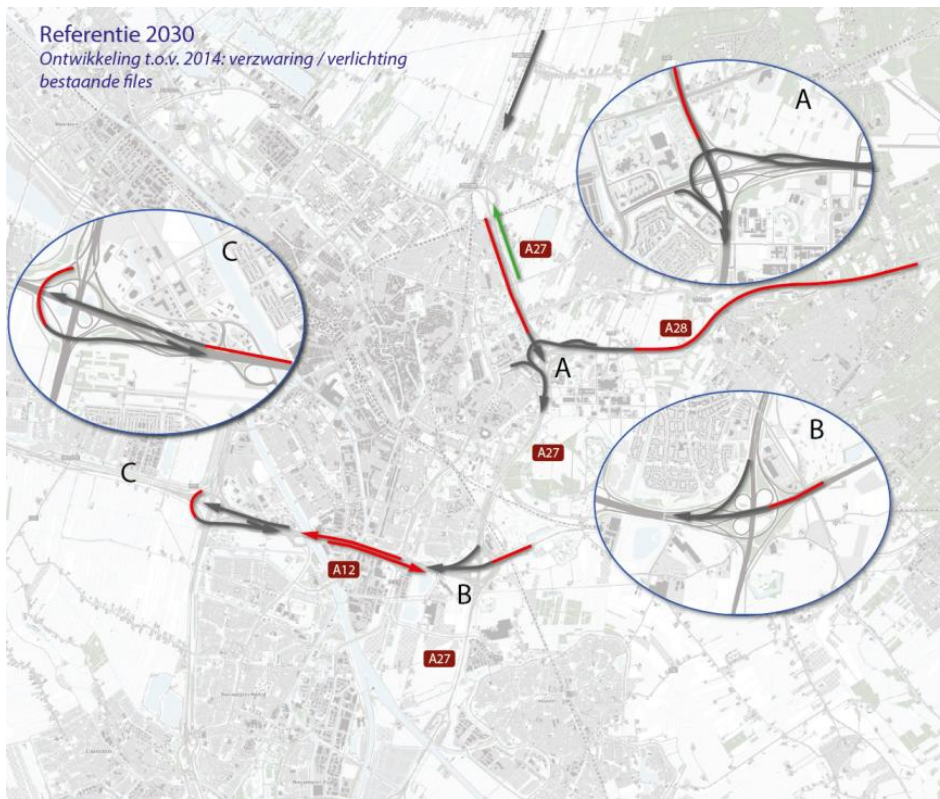 Referentie 2030
Ontwikkeling t.o.v. 2014: verzwaring / verlichting
bestaande files
A
C
A27
A28
A
A27
B
C
A12
B
A27